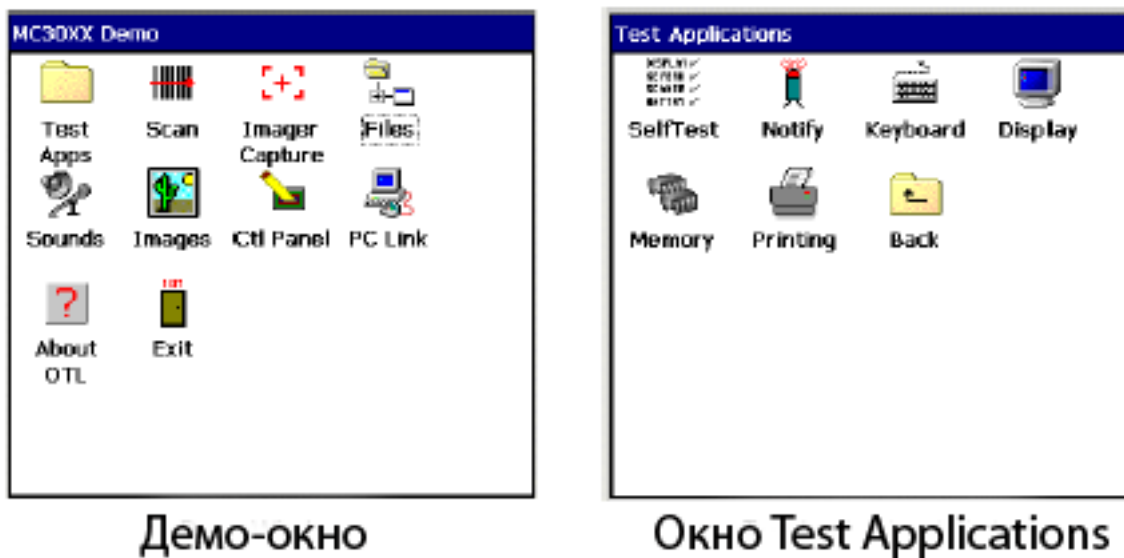 MC30XX Demo
Test Apps
Scan
Imager Capture
Files
Sounds
Images
Ctl Panel
PC Link
About OTL
Exit
Демо-окно
Test Applications
SelfTest
Notify
Keyboard
Display
Memory
Printing
Back
Окно Test Applications